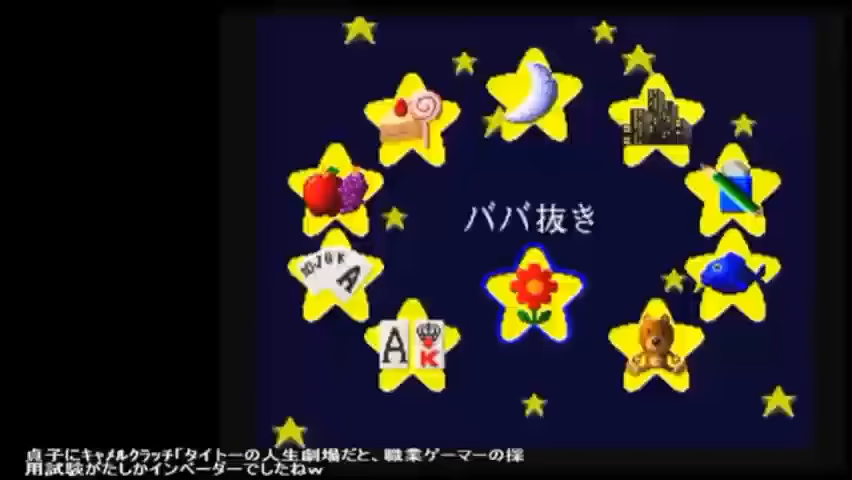 ババ抜き
A
K
A
貞子にｷｬﾒﾙｸﾗｯﾁ「タイトーの人生劇場だと、職業ゲーマーの採
用試験がたしかインベーダーでしたねｗ